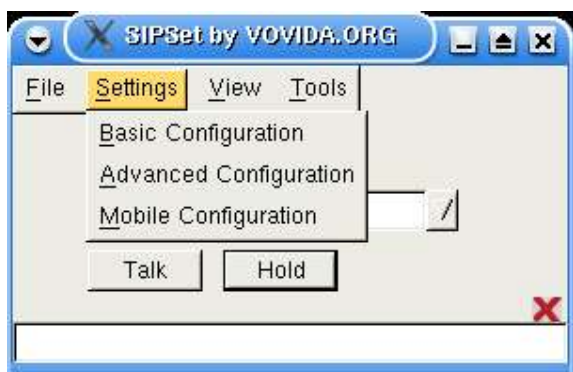 SIPSet by VOVIDA.ORG
File Settings View Tools
Basic Configuration
Advanced Configuration
Mobile Configuration
/
Talk Hold